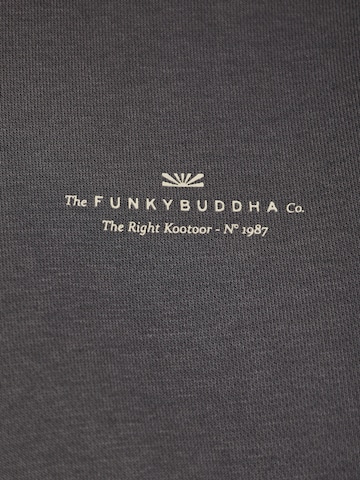 The FUNKYBUDDHA Co.
The Right Kootoor - Nº 1987